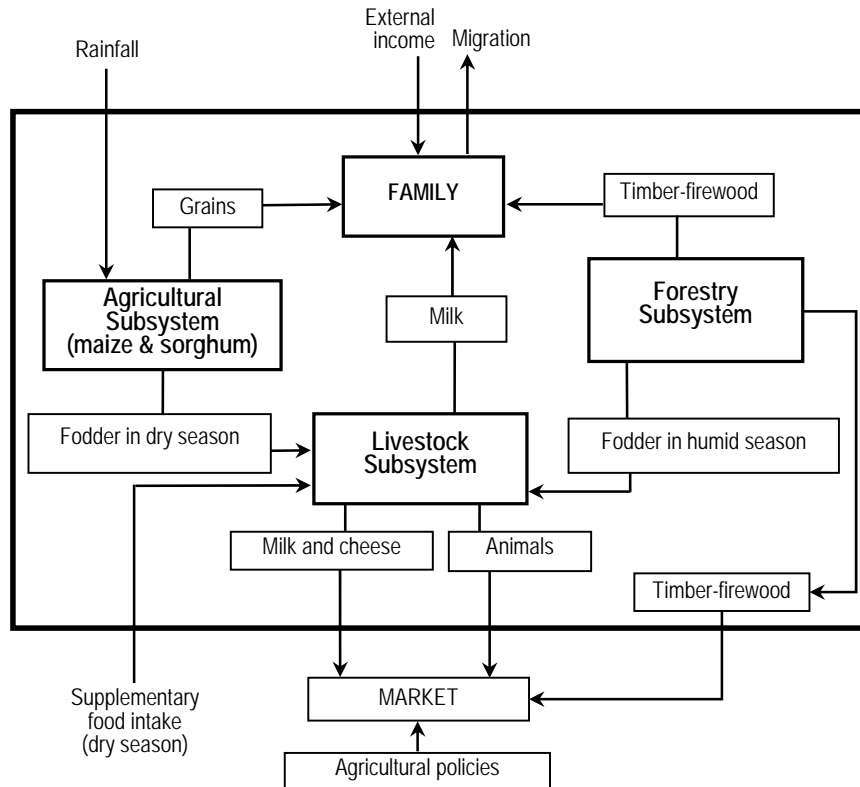 External
income
Migration
Rainfall
FAMILY
Timber-firewood
Grains
Agricultural
Subsystem
(maize & sorghum)
Forestry
Subsystem
Milk
Fodder in dry season
Livestock
Subsystem
Fodder in humid season
Milk and cheese
Animals
Timber-firewood
Supplementary
food intake
(dry season)
MARKET
Agricultural policies